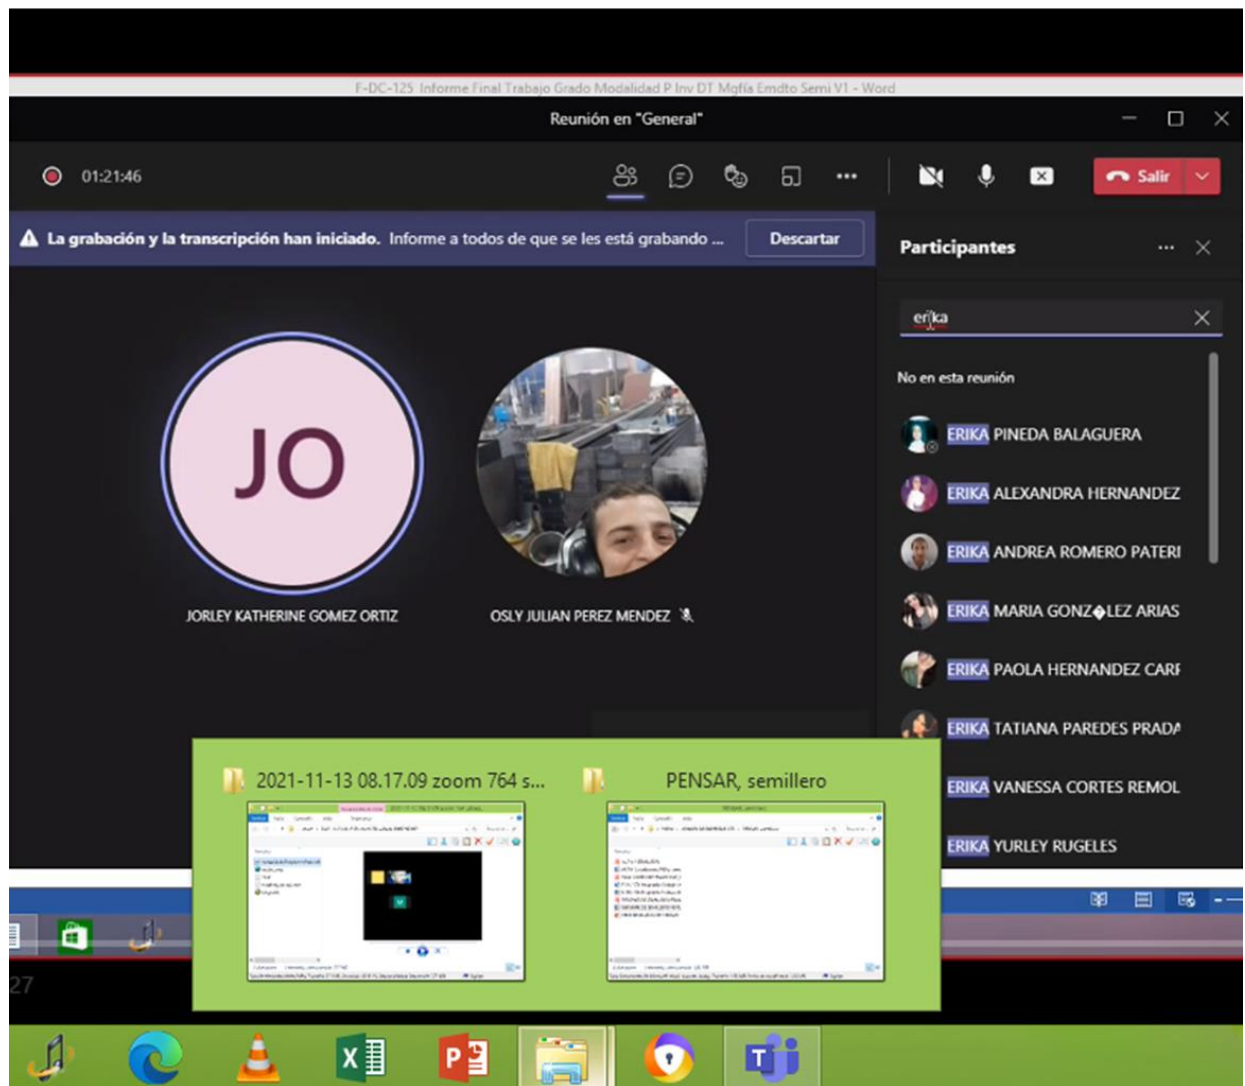 F-DC-125 Informe Final Trabajo Grado Modalidad P Inv DT Mgfía Emdto Semi V1 - Word
Reunión en "General"
01:21:46
Salir
La grabación y la transcripción han iniciado. Informe a todos de que se les está grabando ...
Descartar
Participantes
erika
No en esta reunión
ERIKA PINEDA BALAGUERA
ERIKA ALEXANDRA HERNANDEZ
ERIKA ANDREA ROMERO PATERI
ERIKA MARIA GONZ�LEZ ARIAS
ERIKA PAOLA HERNANDEZ CARR
ERIKA TATIANA PAREDES PRADA
ERIKA VANESSA CORTES REMOL
ERIKA YURLEY RUGELES
JO
JORLEY KATHERINE GOMEZ ORTIZ
OSLY JULIAN PEREZ MENDEZ
2021-11-13 08.17.09 zoom 764 s...
PENSAR, semillero
27